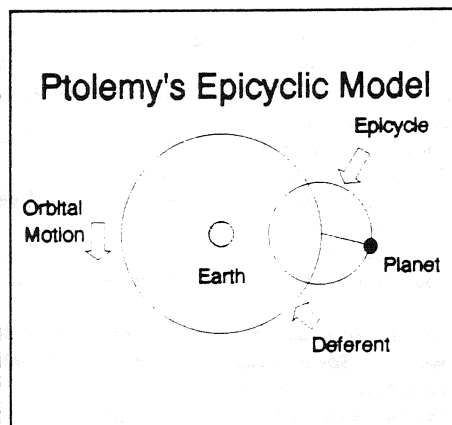 Ptolemy's Epicyclic Model
Epicycle
Orbital
Motion
Earth
Planet
Deferent